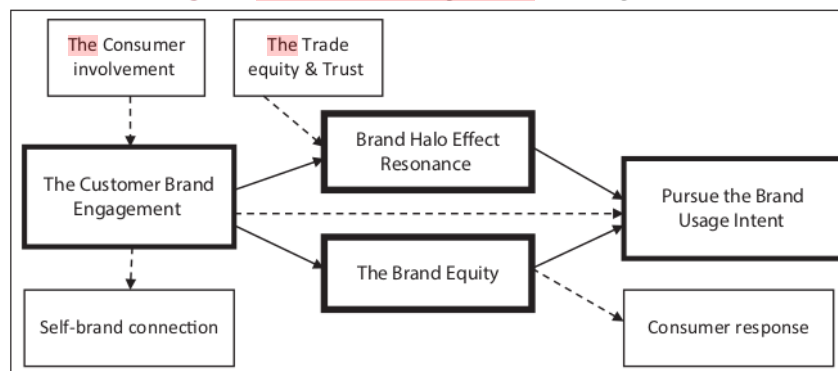 The Consumer
involvement
The Trade
equity & Trust
Brand Halo Effect
Resonance
The Customer Brand
Engagement
Pursue the Brand
Usage Intent
The Brand Equity
Self-brand connection
Consumer response